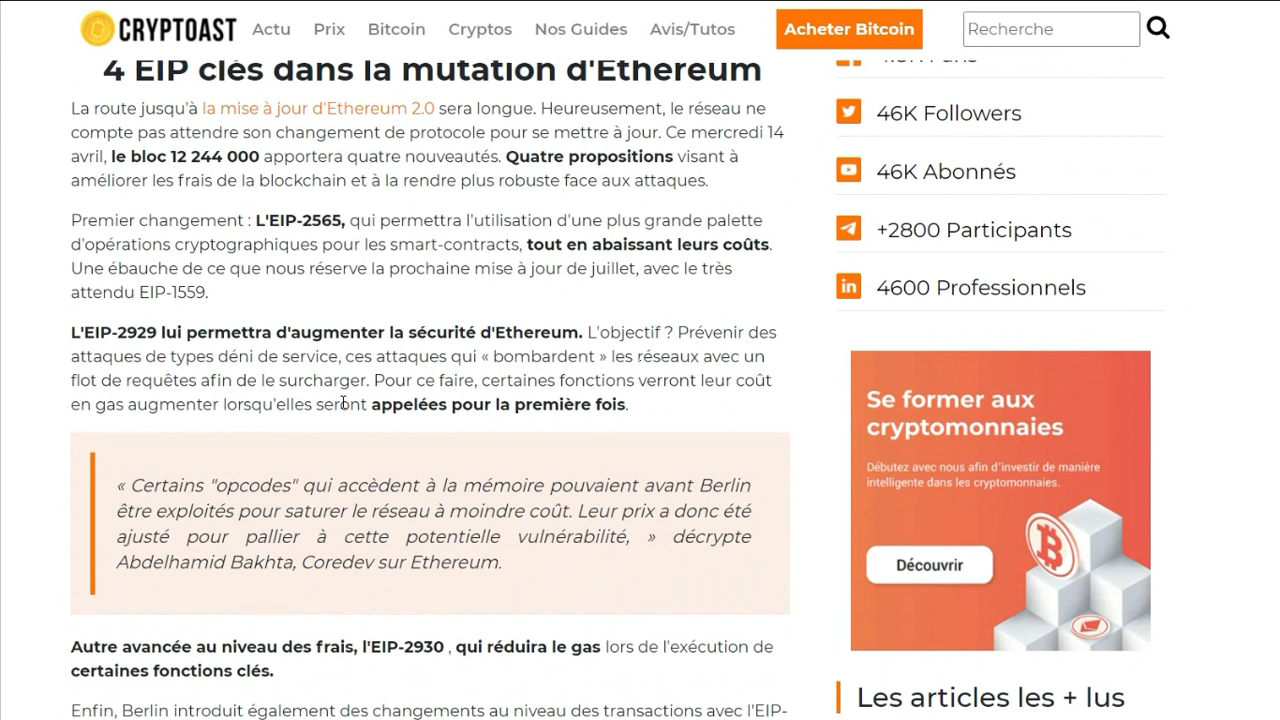 CRYPTOAST
Actu Prix Bitcoin Cryptos Nos Guides Avis/Tutos Acheter Bitcoin Recherche
4 EIP clés dans la mutation d'Ethereum
La route jusqu'à la mise à jour d'Ethereum 2.0 sera longue. Heureusement, le réseau ne
compte pas attendre son changement de protocole pour se mettre à jour. Ce mercredi 14
avril, le bloc 12 244 000 apportera quatre nouveautés. Quatre propositions visant à
améliorer les frais de la blockchain et à la rendre plus robuste face aux attaques.
Premier changement : L'EIP-2565, qui permettra l'utilisation d'une plus grande palette
d'opérations cryptographiques pour les smart-contracts, tout en abaissant leurs coûts.
Une ébauche de ce que nous réserve la prochaine mise à jour de juillet, avec le très
attendu EIP-1559.
L'EIP-2929 lui permettra d'augmenter la sécurité d'Ethereum. L'objectif ? Prévenir des
attaques de types déni de service, ces attaques qui « bombardent » les réseaux avec un
flot de requêtes afin de le surcharger. Pour ce faire, certaines fonctions verront leur coût
en gas augmenter lorsqu'elles seront appelées pour la première fois.
« Certains "opcodes" qui accèdent à la mémoire pouvaient avant Berlin
être exploités pour saturer le réseau à moindre coût. Leur prix a donc été
ajusté pour pallier à cette potentielle vulnérabilité, » décrypte
Abdelhamid Bakhta, Coredev sur Ethereum.
Autre avancée au niveau des frais, l'EIP-2930 , qui réduira le gas lors de l'exécution de
certaines fonctions clés.
Enfin, Berlin introduit également des changements au niveau des transactions avec l'EIP-
46K Followers
46K Abonnés
+2800 Participants
in 4600 Professionnels
Se former aux
cryptomonnaies
Débutez avec nous afin d'investir de manière
intelligente dans les cryptomonnaies.
Découvrir
Les articles les + lus